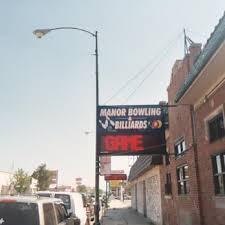 MANOR BOWLING
&
BILLIARDS
GAME